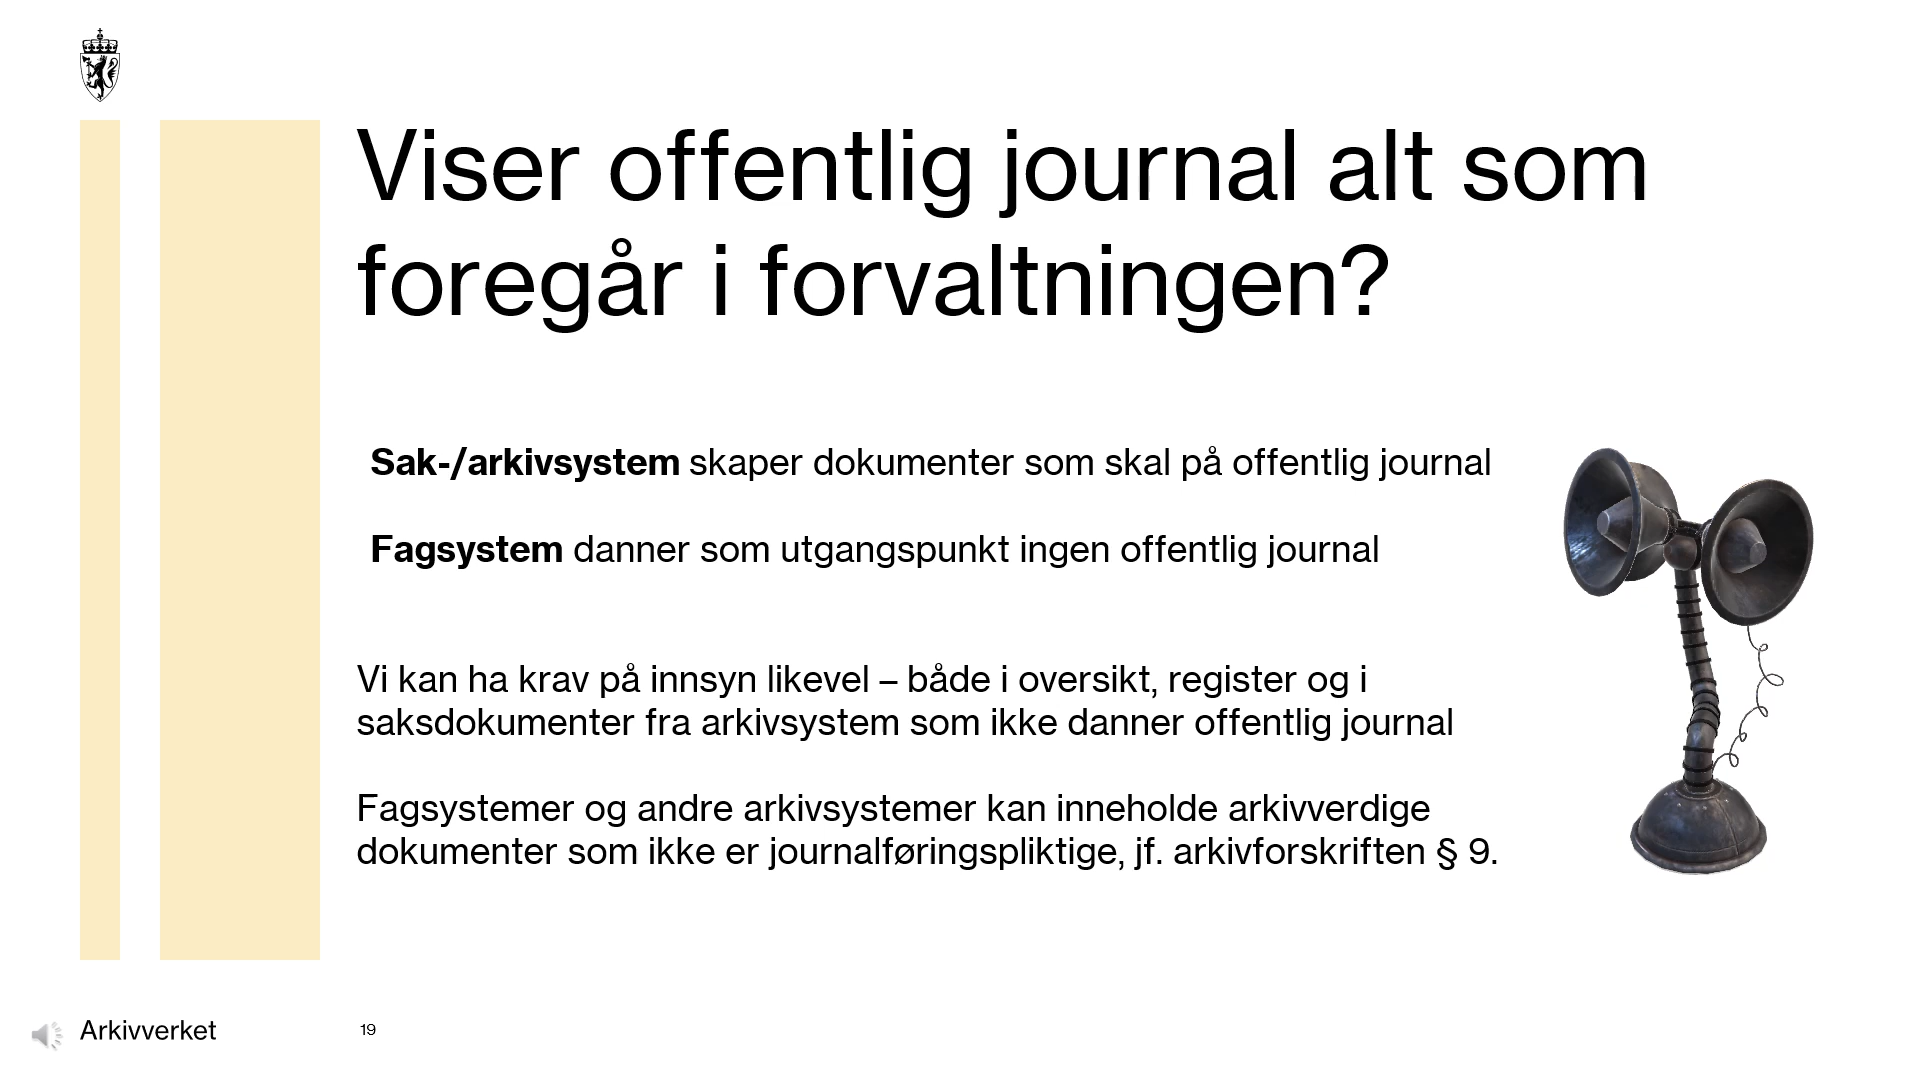 Viser offentlig journal alt som
foregår i forvaltningen?
Sak-/arkivsystem skaper dokumenter som skal på offentlig journal
Fagsystem danner som utgangspunkt ingen offentlig journal
Vi kan ha krav på innsyn likevel – både i oversikt, register og i
saksdokumenter fra arkivsystem som ikke danner offentlig journal
Fagsystemer og andre arkivsystemer kan inneholde arkivverdige
dokumenter som ikke er journalføringspliktige, jf. arkivforskriften § 9.
Arkivverket
19